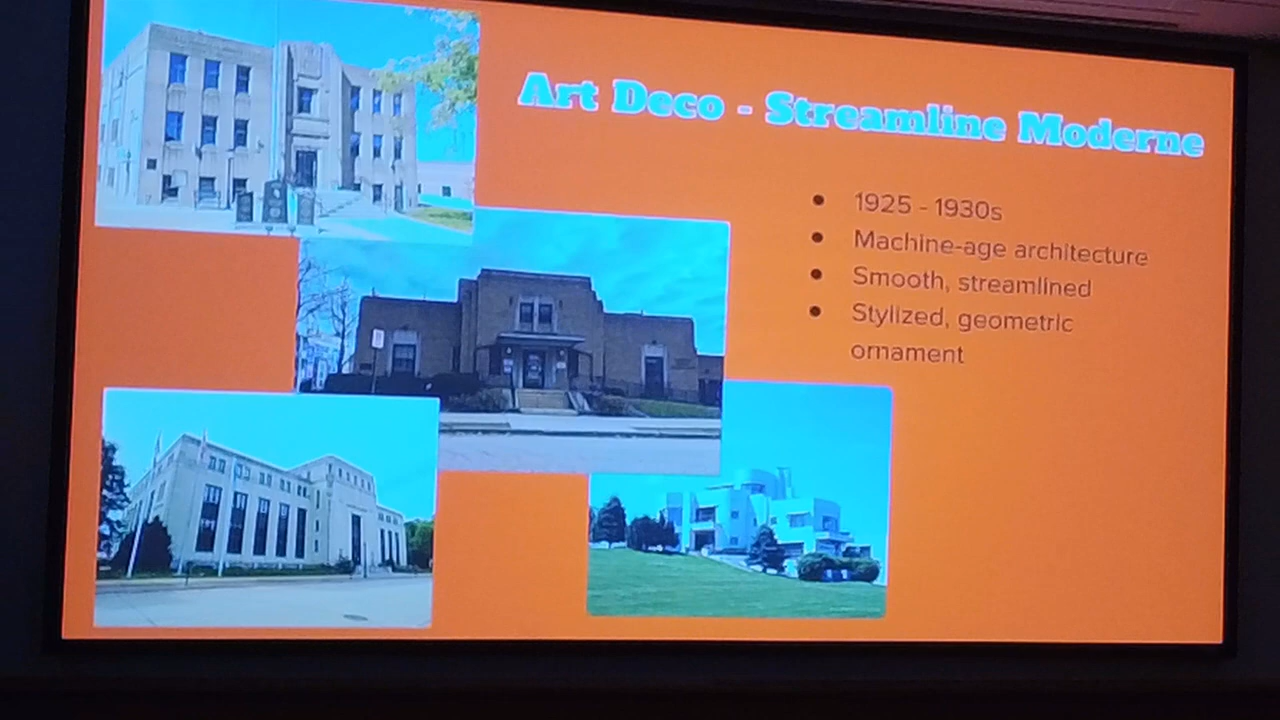 Art Deco - Streamline Moderne
1925 - 1930s
Machine-age architecture
Smooth, streamlined
Stylized, geometric
ornament